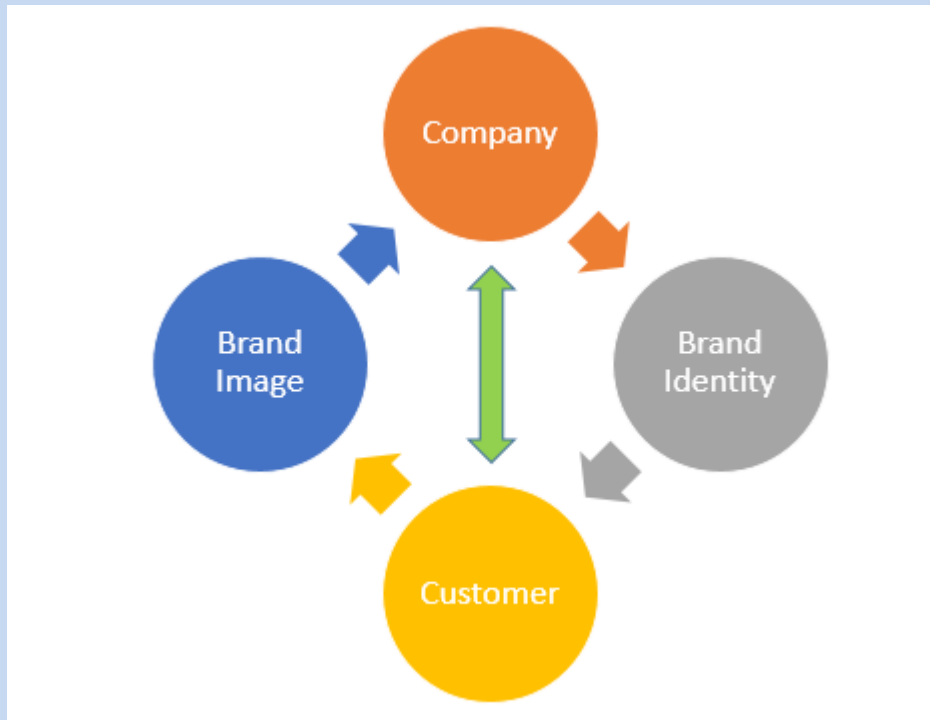 Company
Brand
Image
Brand
Identity
Customer